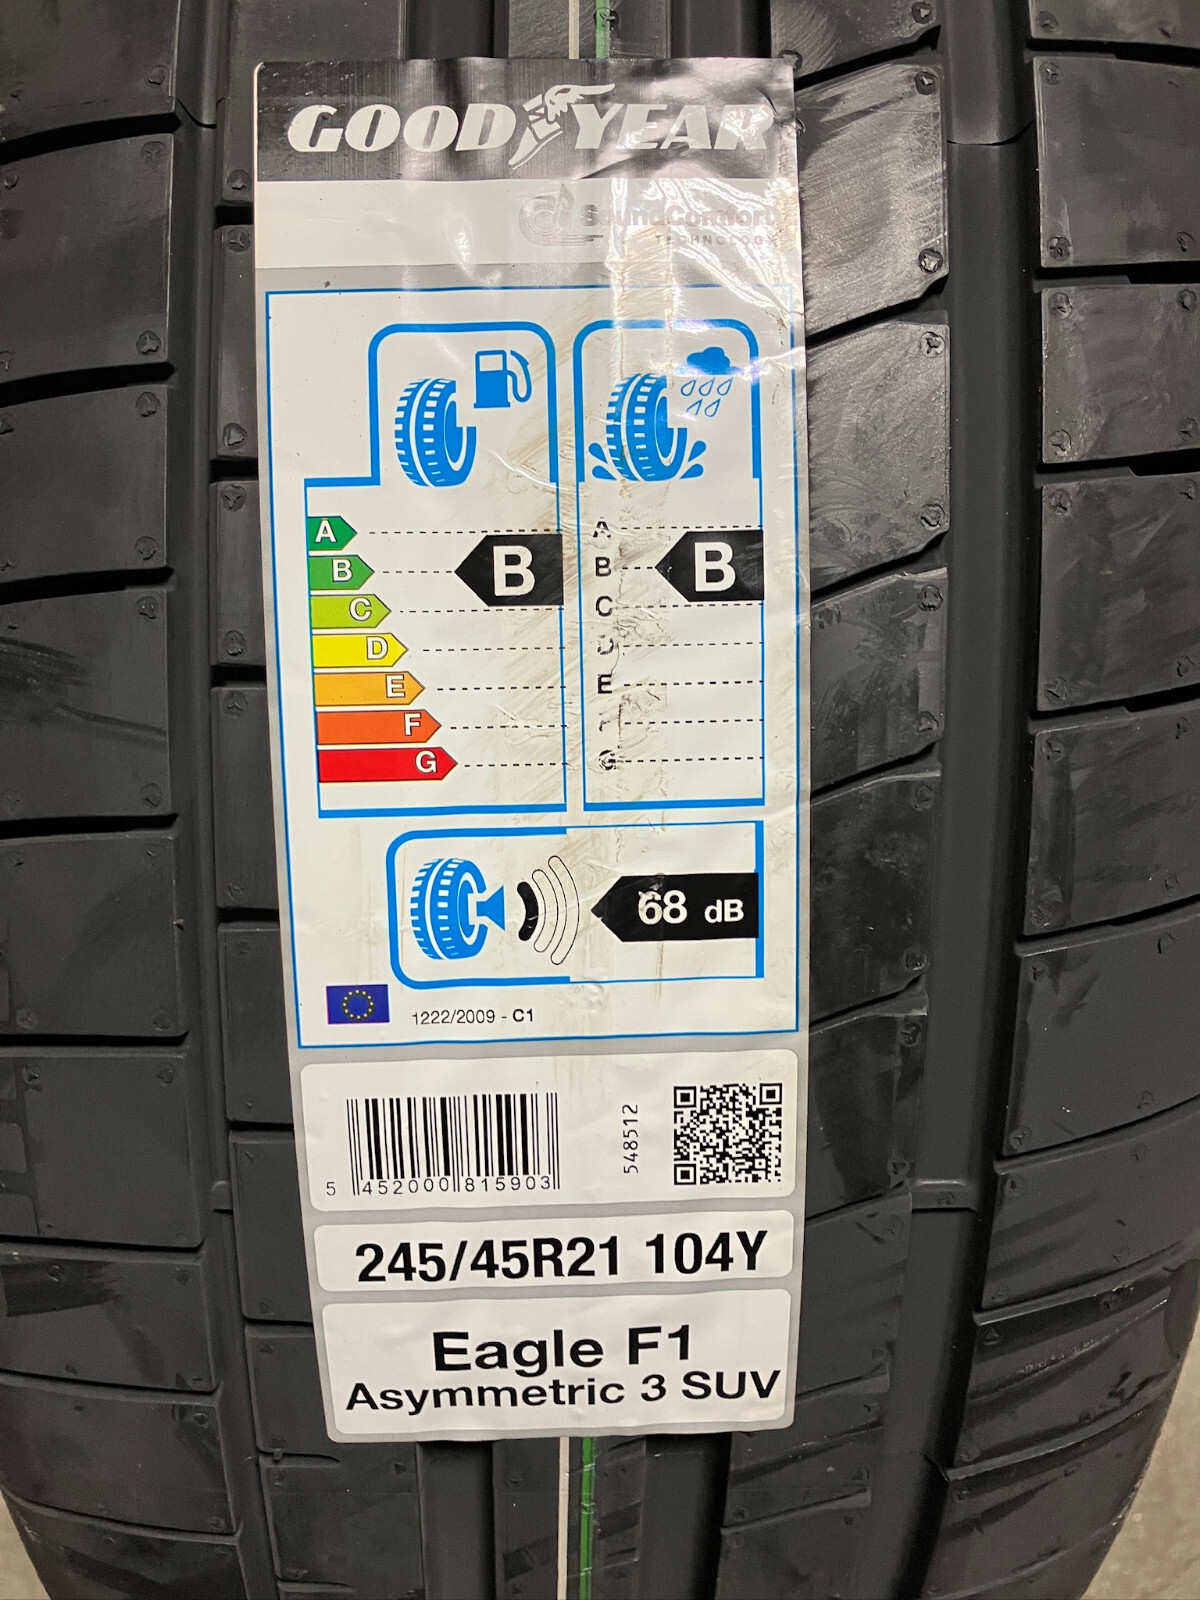 GOODYEAR
SoundComfort
TECHNOLOGY
A
B
C
D
E
F
G
B
A
B
C
D
E
F
G
B
68 dB
1222/2009 - C1
5 452000 815903
548512
245/45R21 104Y
Eagle F1
Asymmetric 3 SUV